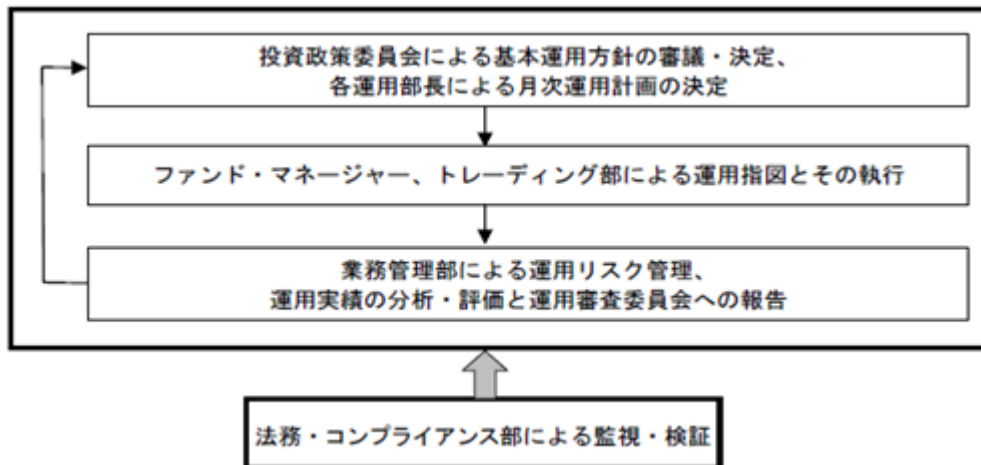 投資政策委員会による基本運用方針の審議・決定、
各運用部長による月次運用計画の決定
ファンド・マネージャー、トレーディング部による運用指図とその執行
業務管理部による運用リスク管理、
運用実績の分析・評価と運用審査委員会への報告
法務・コンプライアンス部による監視・検証